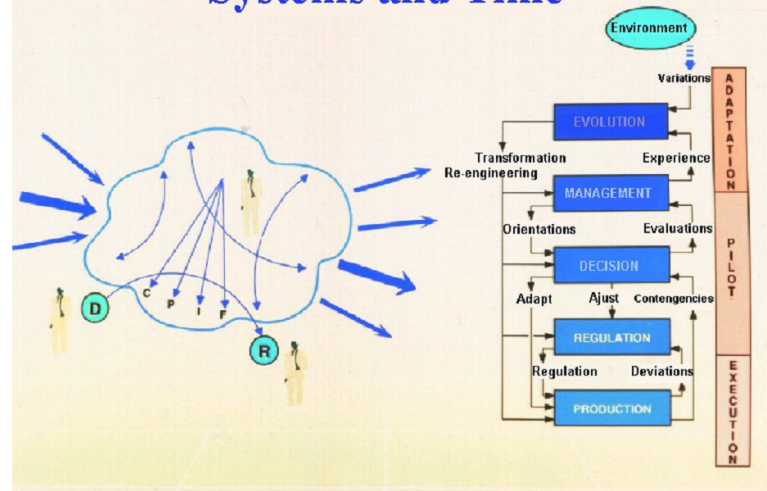 Systems and Time
Environment
Variations
EVOLUTION
Transformation
Re-engineering
Experience
MANAGEMENT
Orientations
Evaluations
DECISION
Adapt
Ajust
Contengencies
REGULATION
Regulation
Deviations
PRODUCTION
ADAPTATION
PILOT
EXECUTION
C
P
I
F
D
R